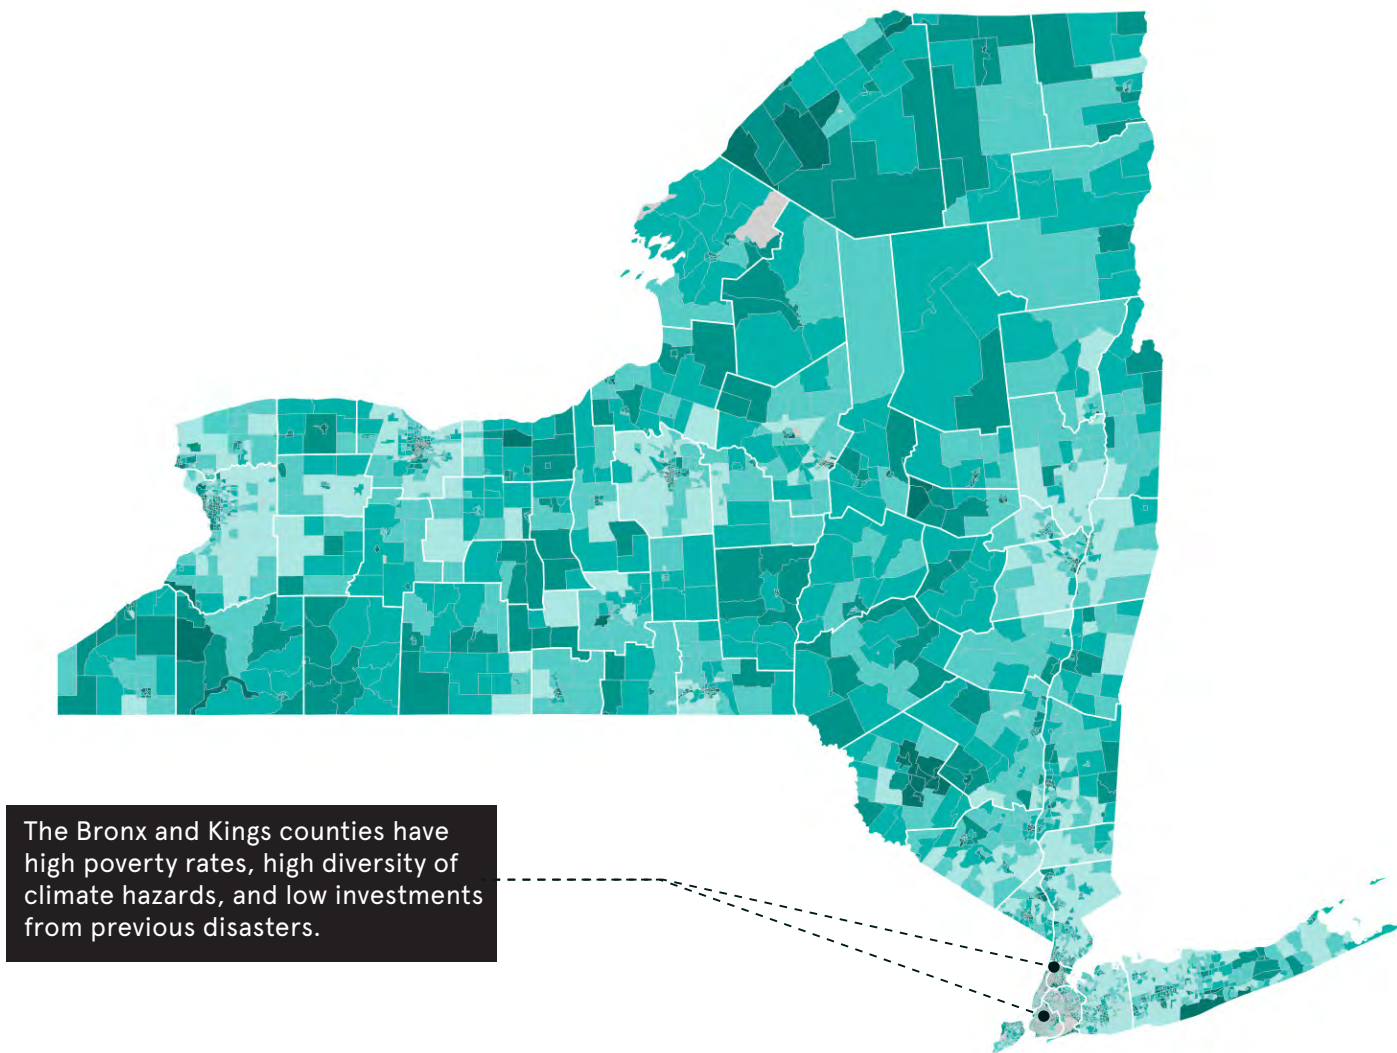 The Bronx and Kings counties have
high poverty rates, high diversity of
climate hazards, and low investments
from previous disasters.